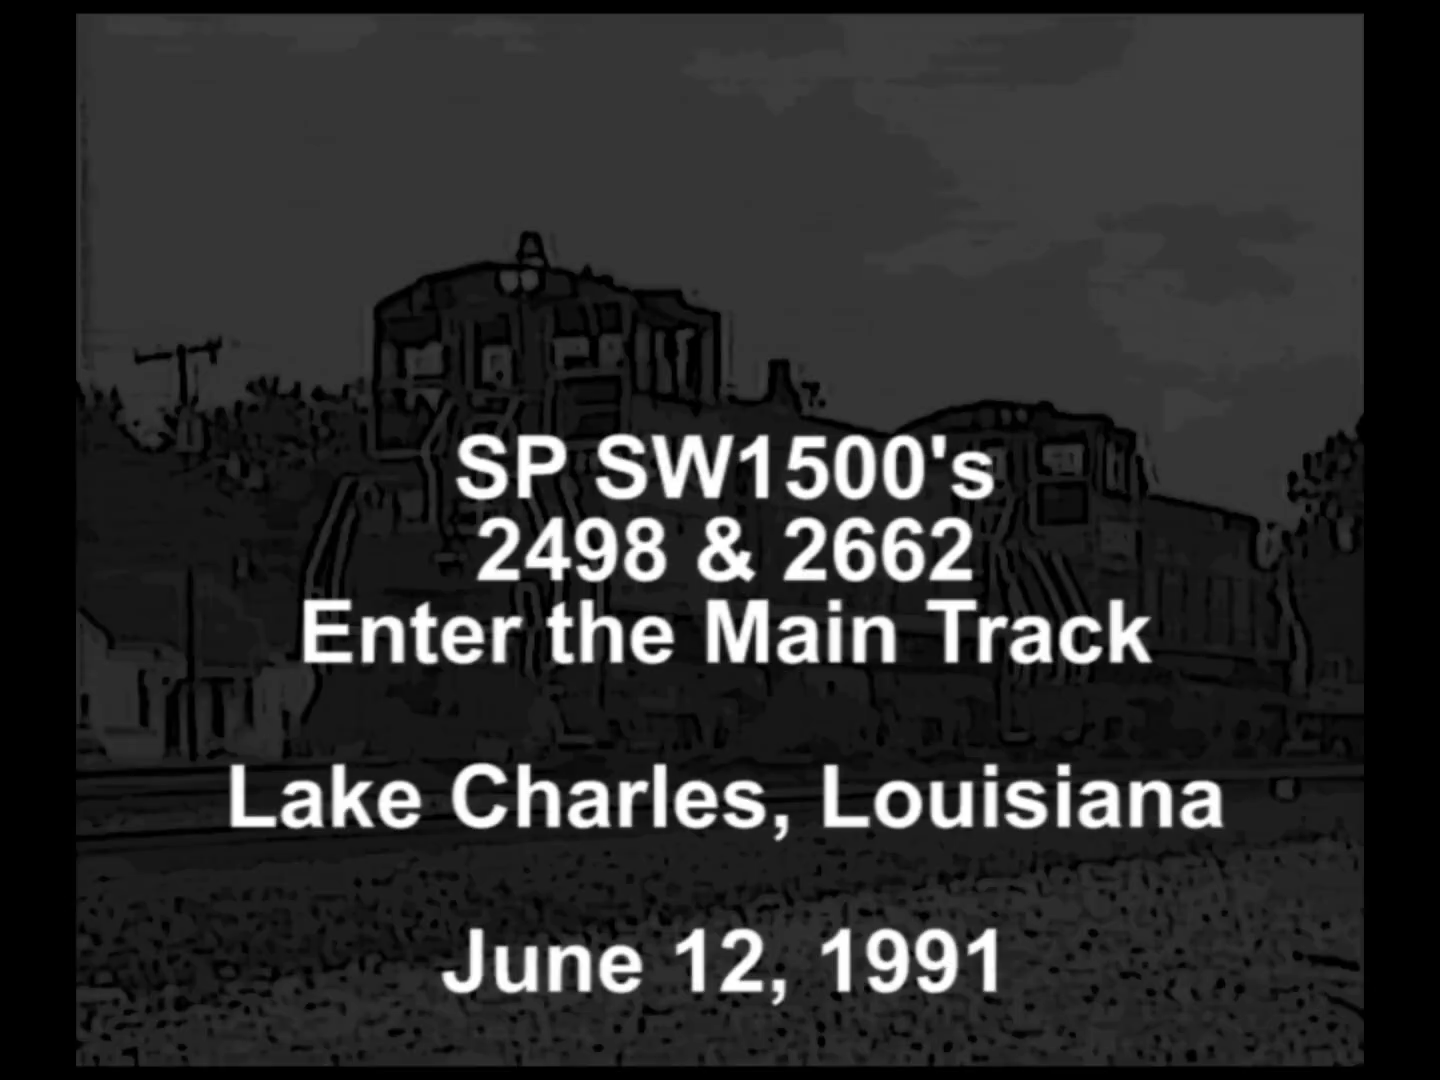 SP SW1500's
2498 & 2662
Enter the Main Track
Lake Charles, Louisiana
June 12, 1991